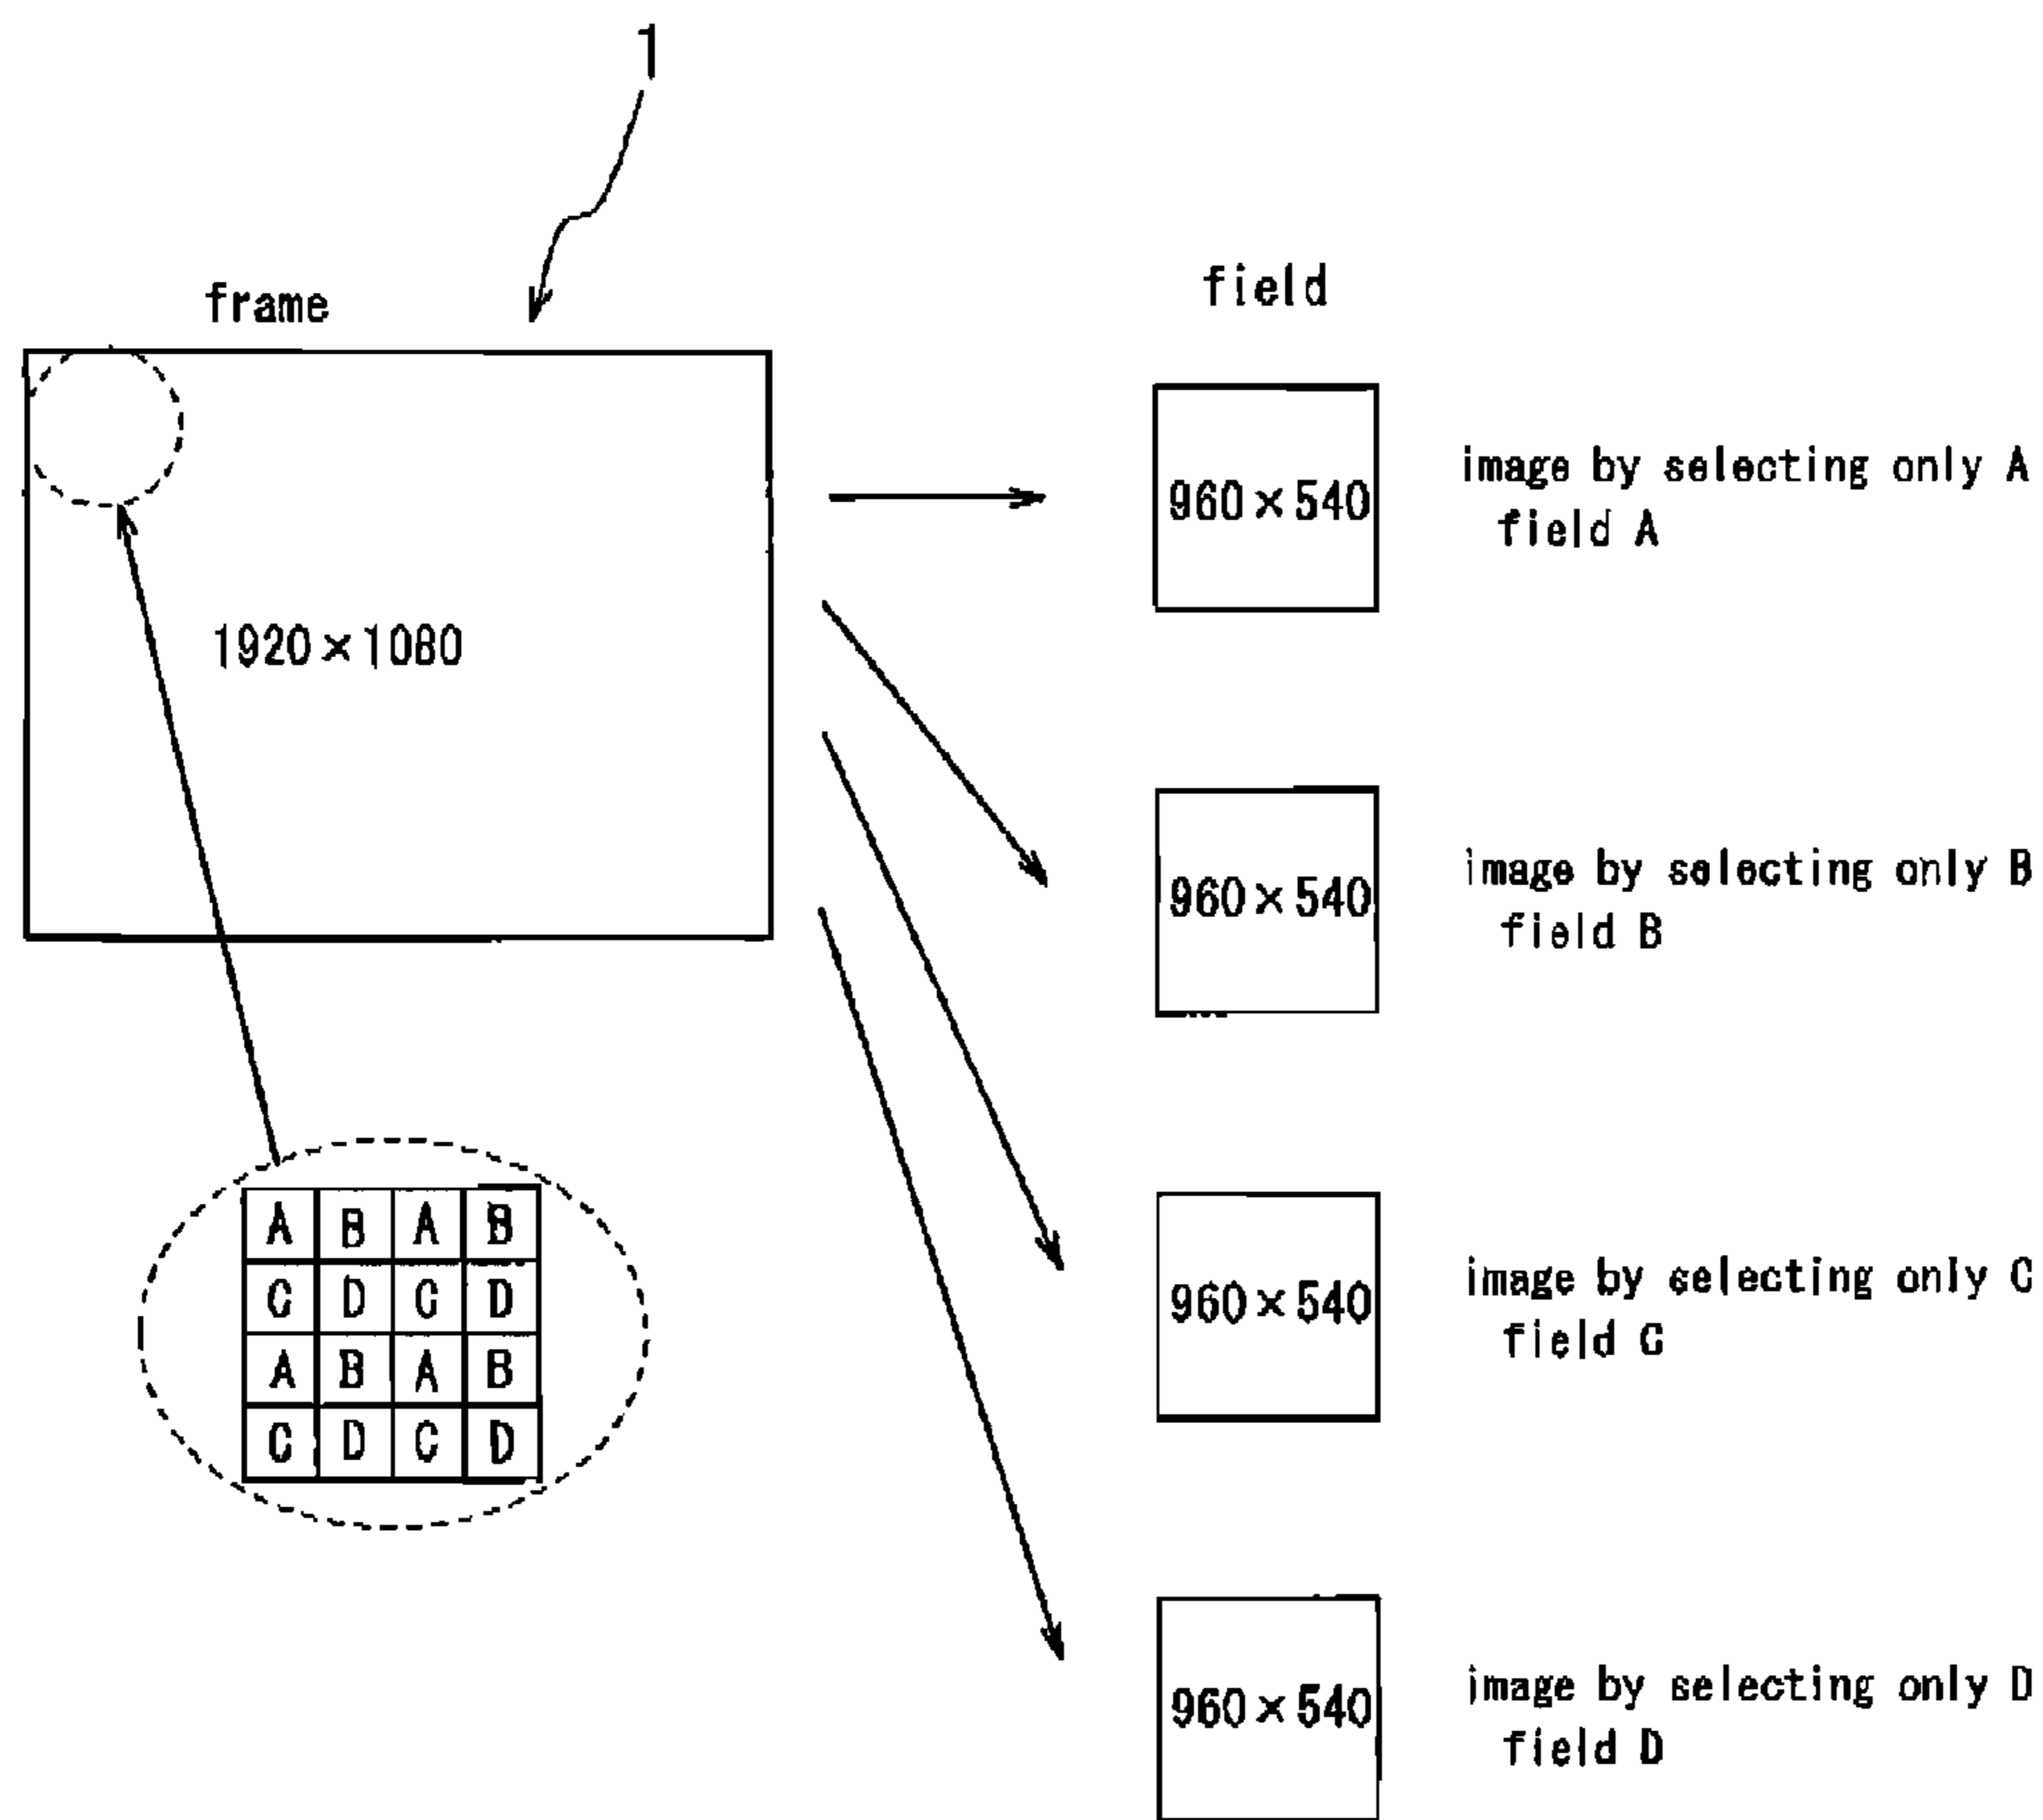 1
frame
field
1920×1080
960×540
image by selecting only A
field A
960×540
image by selecting only B
field B
A B A B
C D C D
A B A B
C D C D
960×540
image by selecting only C
field C
960×540
image by selecting only D
field D